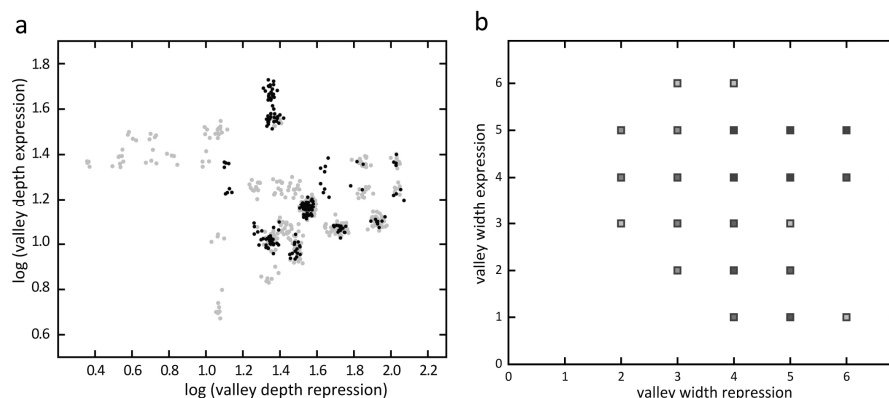 a
log (valley depth expression)
1.8
1.6
1.4
1.2
1.0
0.8
0.6
0.4 0.6 0.8 1.0 1.2 1.4 1.6 1.8 2.0 2.2
log (valley depth repression)
b
valley width expression
6
5
4
3
2
1
0
0 1 2 3 4 5 6
valley width repression